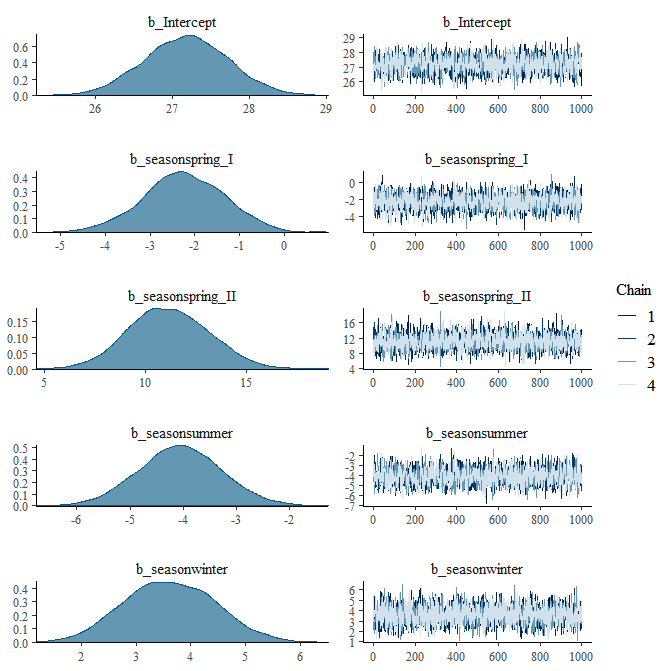 b_Intercept
b_Intercept
0.6
0.4
0.2
0.0
26 27 28 29
29
28
27
26
0 200 400 600 800 1000
b_seasonspring_I
b_seasonspring_I
0.4
0.3
0.2
0.1
0.0
-5 -4 -3 -2 -1 0
0
-2
-4
0 200 400 600 800 1000
b_seasonspring_II
b_seasonspring_II
0.15
0.10
0.05
0.00
5 10 15
16
12
8
4
0 200 400 600 800 1000
Chain
1
2
3
4
b_seasonsummer
b_seasonsummer
0.5
0.4
0.3
0.2
0.1
0.0
-6 -5 -4 -3 -2
-2
-3
-4
-5
-6
-7
0 200 400 600 800 1000
b_seasonwinter
b_seasonwinter
0.4
0.3
0.2
0.1
0.0
2 3 4 5 6
6
5
4
3
2
1
0 200 400 600 800 1000